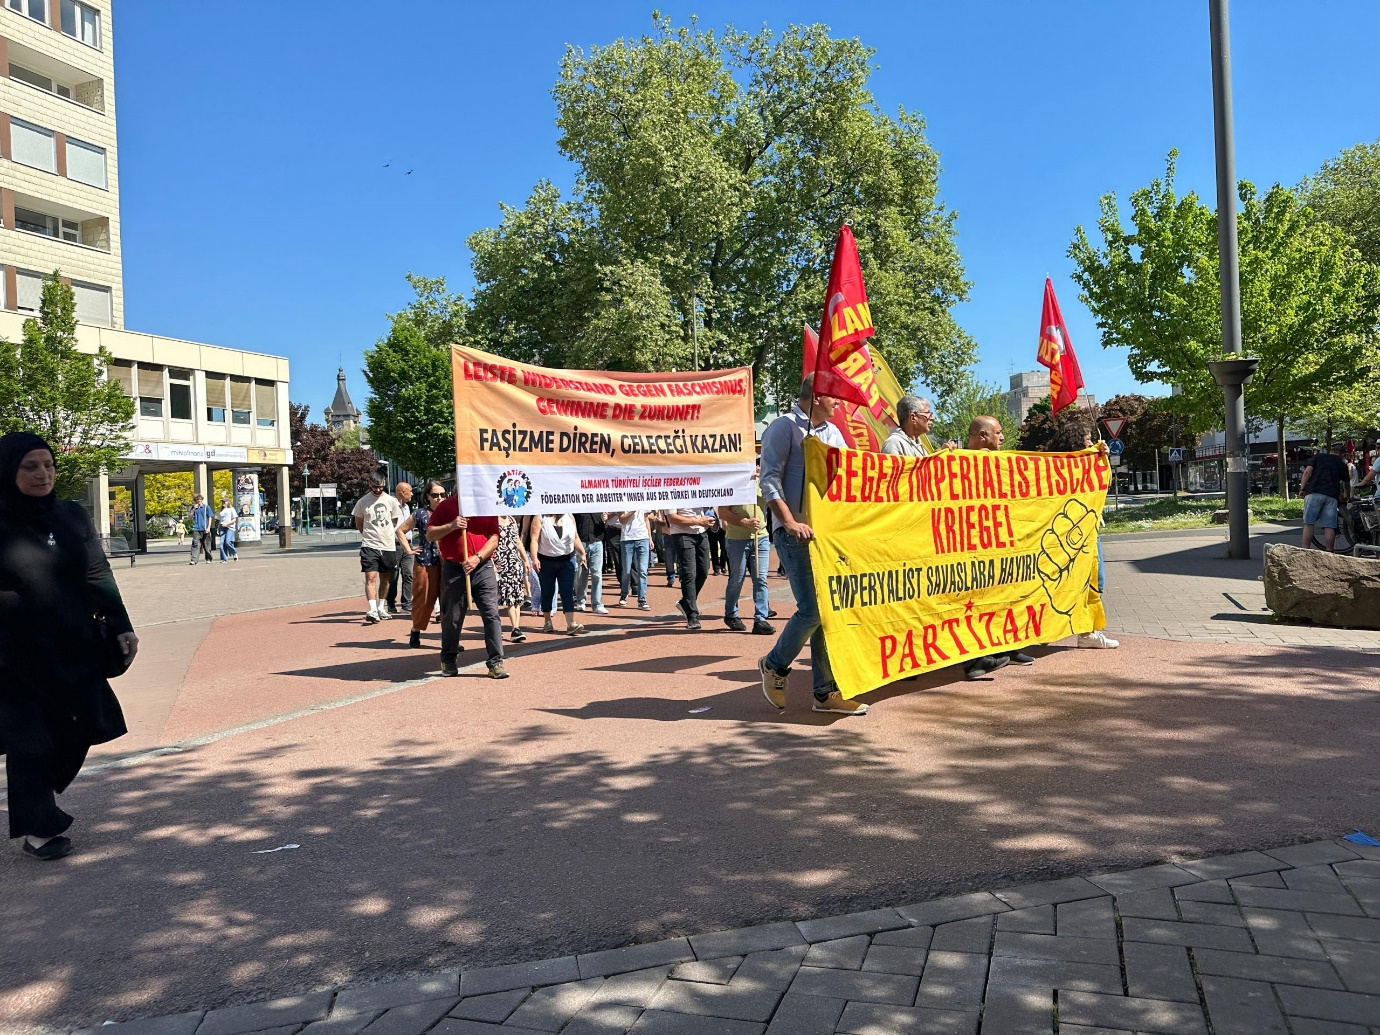 LEISTE WIDERSTAND GEGEN FASCHISMUS,
GEWINNE DIE ZUKUNFT!
FAŞİZME DİREN, GELECEĞİ KAZAN!
ALMANYA TÜRKİYELİ İŞÇİLER FEDERASYONU
FÖDERATION DER ARBEITER*INNEN AUS DER TÜRKEI IN DEUTSCHLAND
GEGEN IMPERIALISTISCHE
KRIEGE!
EMPERYALİST SAVAŞLARA HAYIR!
PARTİZAN